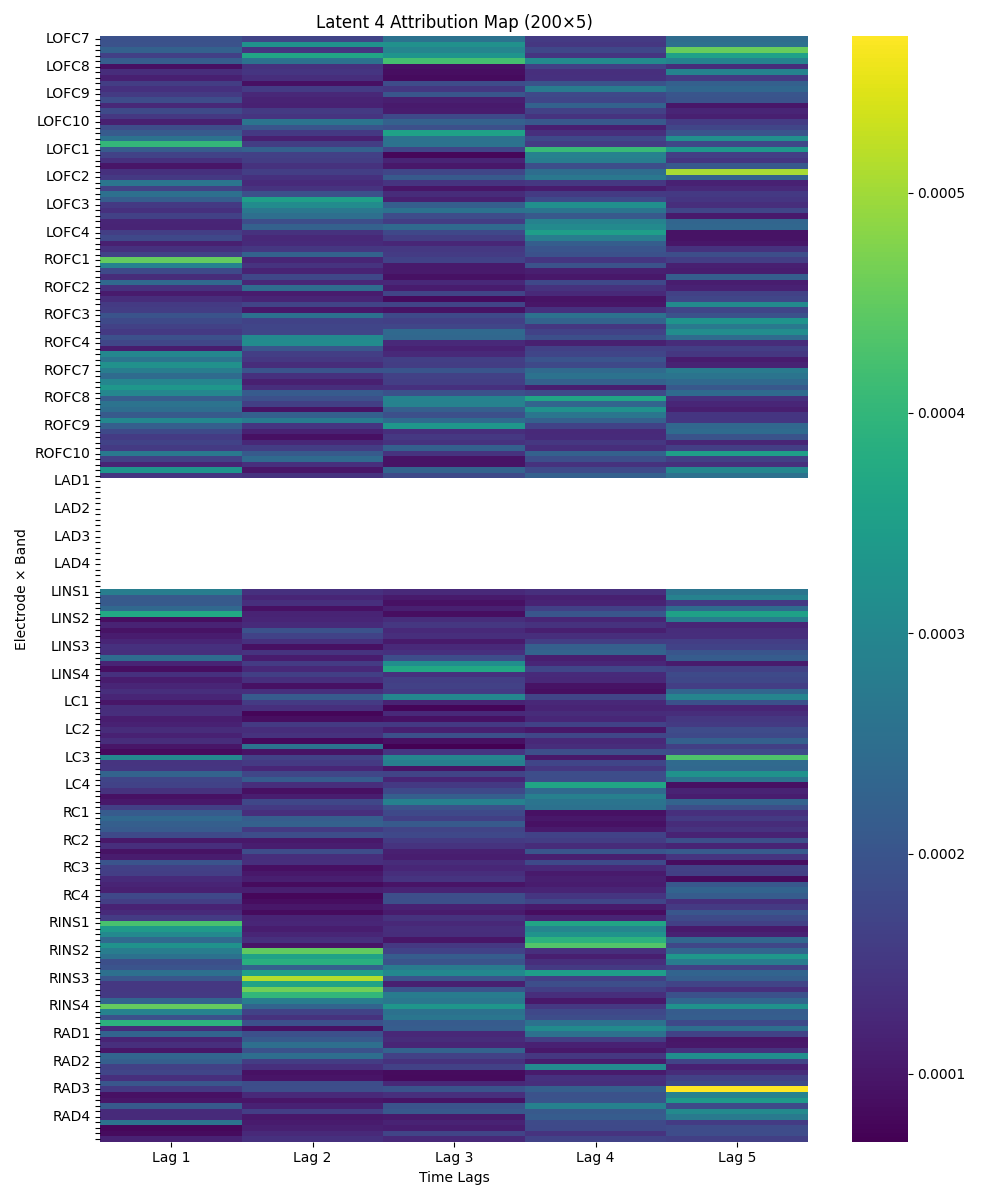 Latent 4 Attribution Map (200×5)
LOFC7
LOFC8
LOFC9
LOFC10
LOFC1
LOFC2
LOFC3
LOFC4
ROFC1
ROFC2
ROFC3
ROFC4
ROFC7
ROFC8
ROFC9
ROFC10
LAD1
LAD2
LAD3
LAD4
LINS1
LINS2
LINS3
LINS4
LC1
LC2
LC3
LC4
RC1
RC2
RC3
RC4
RINS1
RINS2
RINS3
RINS4
RAD1
RAD2
RAD3
RAD4
Electrode × Band
Lag 1
Lag 2
Lag 3
Lag 4
Lag 5
Time Lags
0.0005
0.0004
0.0003
0.0002
0.0001